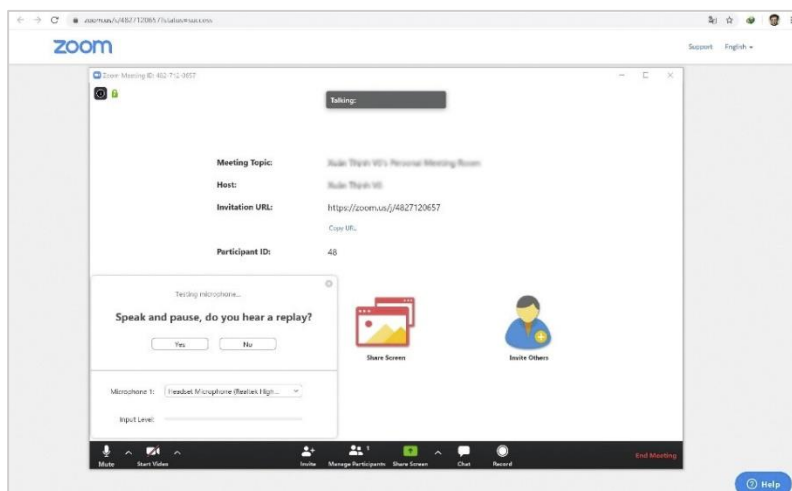 zoom.us/s/4827120657?status=success
zoom
Support English
Zoom Meeting ID: 482-712-0657
Talking:
Meeting Topic:
Host:
Invitation URL: https://zoom.us/j/4827120657
Copy URL
Participant ID: 48
Testing microphone...
Speak and pause, do you hear a replay?
Yes No
Microphone 1: Headset Microphone (Realtek High...
Input Level:
Share Screen Invite Others
1
Mute Start Video Invite Manage Participants Share Screen Chat Record End Meeting
Help